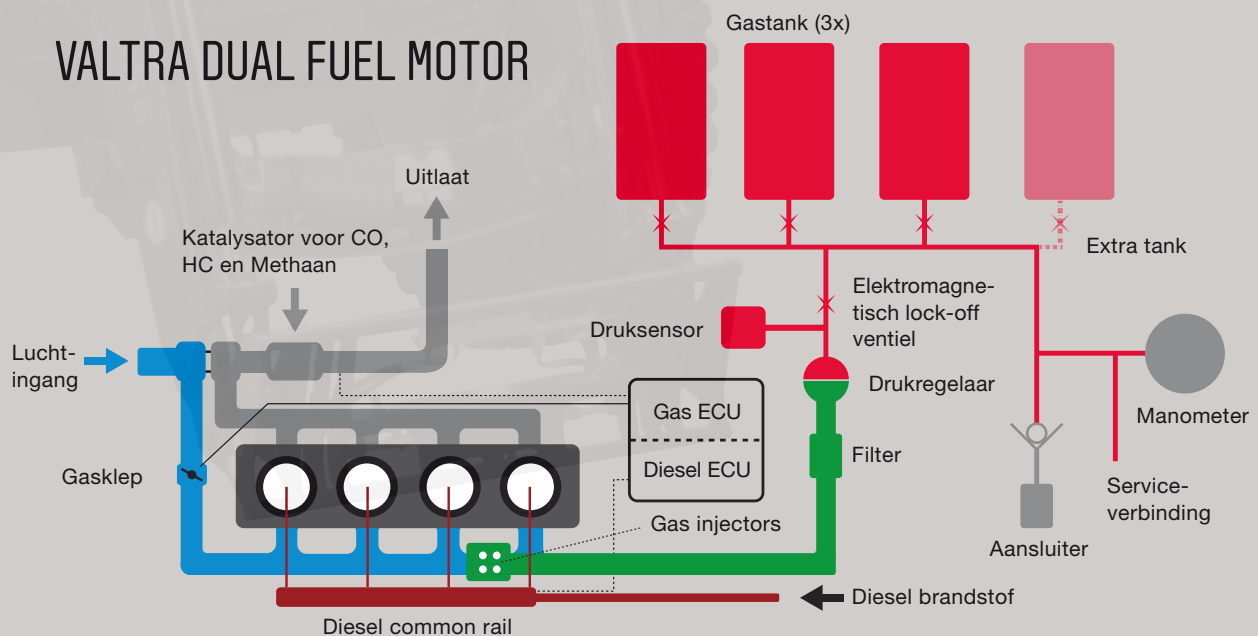 VALTRA DUAL FUEL MOTOR
Gastank (3x)
Uitlaat
Katalysator voor CO,
HC en Methaan
Extra tank
Elektromagne-
tisch lock-off
ventiel
Druksensor
Lucht-
ingang
Drukregelaar
Manometer
Gas ECU
Diesel ECU
Gasklep
Filter
Service-
verbinding
Gas injectors
Aansluiter
Diesel brandstof
Diesel common rail